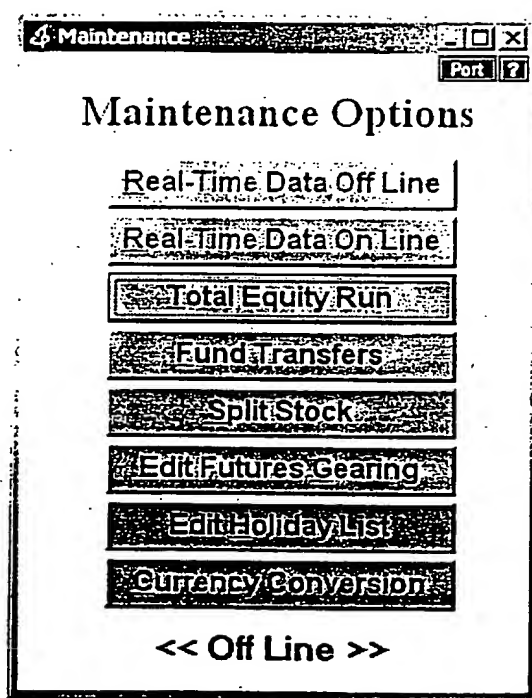 Maintenance
Port ?
Maintenance Options
Real-Time Data Off Line
Real-Time Data On Line
Total Equity Run
Fund Transfers
Split Stock
Edit Futures Gearing
Edit Holiday List
Currency Conversion
<< Off Line >>